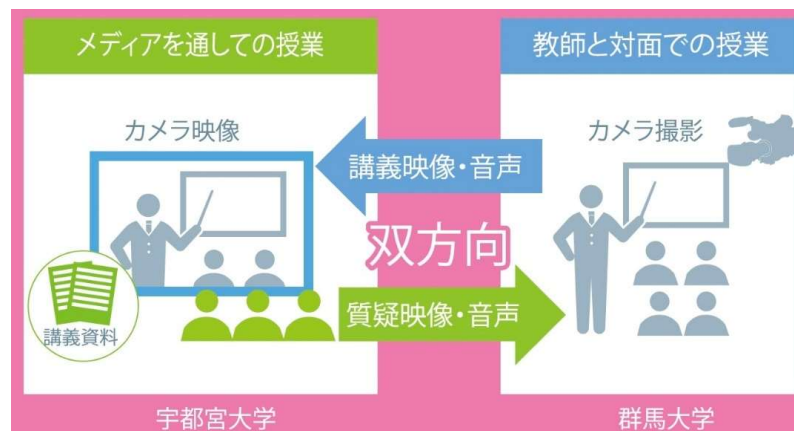 メディアを通しての授業
教師と対面での授業
カメラ映像
カメラ撮影
講義映像・音声
双方向
質疑映像・音声
講義資料
宇都宮大学
群馬大学